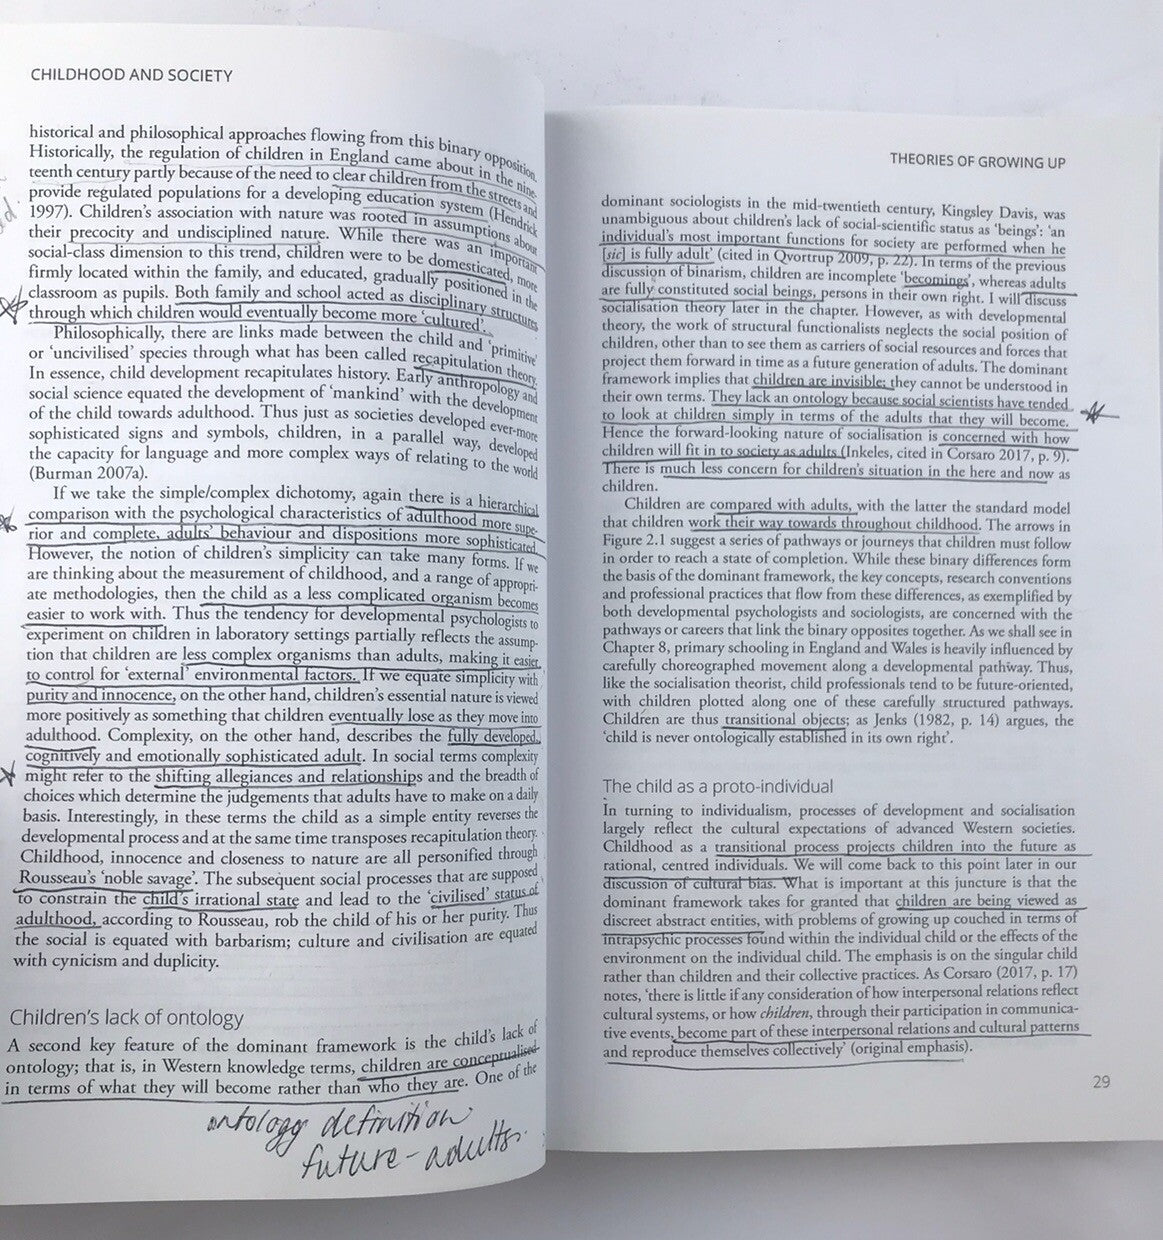 CHILDHOOD AND SOCIETY
historical and philosophical approaches flowing from this binary opposition.
Historically, the regulation of children in England came about in the nine-
teenth century partly because of the need to clear children from the streets and
provide regulated populations for a developing education system (Hendrick
1997). Children's association with nature was rooted in assumptions about
their precocity and undisciplined nature. While there was an important
social-class dimension to this trend, children were to be domesticated, more
firmly located within the family, and educated, gradually positioned in the
classroom as pupils. Both family and school acted as disciplinary structures
through which children would eventually become more 'cultured'.
Philosophically, there are links made between the child and 'primitive'
or 'uncivilised' species through what has been called recapitulation theory.
In essence, child development recapitulates history. Early anthropology and
social science equated the development of 'mankind' with the development
of the child towards adulthood. Thus just as societies developed ever-more
sophisticated signs and symbols, children, in a parallel way, developed
the capacity for language and more complex ways of relating to the world
(Burman 2007a).
If we take the simple/complex dichotomy, again there is a hierarchical
comparison with the psychological characteristics of adulthood more supe-
rior and complete, adults' behaviour and dispositions more sophisticated.
However, the notion of children's simplicity can take many forms. If we
are thinking about the measurement of childhood, and a range of appropri-
ate methodologies, then the child as a less complicated organism becomes
easier to work with. Thus the tendency for developmental psychologists to
experiment on children in laboratory settings partially reflects the assump-
tion that children are less complex organisms than adults, making it easier
to control for 'external' environmental factors. If we equate simplicity with
purity and innocence, on the other hand, children's essential nature is viewed
more positively as something that children eventually lose as they move into
adulthood. Complexity, on the other hand, describes the fully developed,
cognitively and emotionally sophisticated adult. In social terms complexity
might refer to the shifting allegiances and relationships and the breadth of
choices which determine the judgements that adults have to make on a daily
basis. Interestingly, in these terms the child as a simple entity reverses the
developmental process and at the same time transposes recapitulation theory.
Childhood, innocence and closeness to nature are all personified through
Rousseau's 'noble savage'. The subsequent social processes that are supposed
to constrain the child's irrational state and lead to the 'civilised' status of
adulthood, according to Rousseau, rob the child of his or her purity. Thus
the social is equated with barbarism; culture and civilisation are equated
with cynicism and duplicity.
Children's lack of ontology
A second key feature of the dominant framework is the child's lack of
ontology; that is, in Western knowledge terms, children are conceptualised
in terms of what they will become rather than who they are. One of the
ontology definition
future - adults.
THEORIES OF GROWING UP
dominant sociologists in the mid-twentieth century, Kingsley Davis, was
unambiguous about children's lack of social-scientific status as 'beings': 'an
individual's most important functions for society are performed when he
[sic] is fully adult' (cited in Qvortrup 2009, p. 22). In terms of the previous
discussion of binarism, children are incomplete 'becomings', whereas adults
are fully constituted social beings, persons in their own right. I will discuss
socialisation theory later in the chapter. However, as with developmental
theory, the work of structural functionalists neglects the social position of
children, other than to see them as carriers of social resources and forces that
project them forward in time as a future generation of adults. The dominant
framework implies that children are invisible; they cannot be understood in
their own terms. They lack an ontology because social scientists have tended
to look at children simply in terms of the adults that they will become.
Hence the forward-looking nature of socialisation is concerned with how
children will fit in to society as adults (Inkeles, cited in Corsaro 2017, p. 9).
There is much less concern for children's situation in the here and now as
children.
Children are compared with adults, with the latter the standard model
that children work their way towards throughout childhood. The arrows in
Figure 2.1 suggest a series of pathways or journeys that children must follow
in order to reach a state of completion. While these binary differences form
the basis of the dominant framework, the key concepts, research conventions
and professional practices that flow from these differences, as exemplified by
both developmental psychologists and sociologists, are concerned with the
pathways or careers that link the binary opposites together. As we shall see in
Chapter 8, primary schooling in England and Wales is heavily influenced by
carefully choreographed movement along a developmental pathway. Thus,
like the socialisation theorist, child professionals tend to be future-oriented,
with children plotted along one of these carefully structured pathways.
Children are thus transitional objects; as Jenks (1982, p. 14) argues, the
'child is never ontologically established in its own right'.
The child as a proto-individual
In turning to individualism, processes of development and socialisation
largely reflect the cultural expectations of advanced Western societies.
Childhood as a transitional process projects children into the future as
rational, centred individuals. We will come back to this point later in our
discussion of cultural bias. What is important at this juncture is that the
dominant framework takes for granted that children are being viewed as
discreet abstract entities, with problems of growing up couched in terms of
intrapsychic processes found within the individual child or the effects of the
environment on the individual child. The emphasis is on the singular child
rather than children and their collective practices. As Corsaro (2017, p. 17)
notes, 'there is little if any consideration of how interpersonal relations reflect
cultural systems, or how children, through their participation in communica-
tive events, become part of these interpersonal relations and cultural patterns
and reproduce themselves collectively' (original emphasis).
29